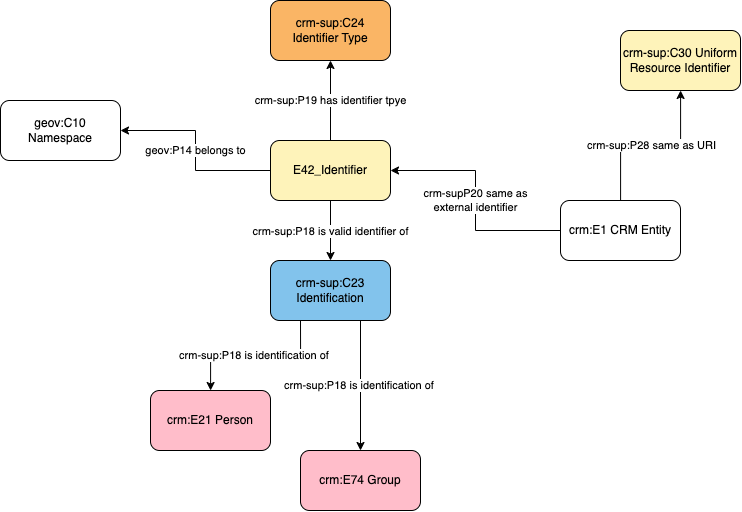 crm-sup:C24
Identifier Type
crm-sup:C30 Uniform
Resource Identifier
crm-sup:P19 has identifier tpye
geov:C10
Namespace
geov:P14 belongs to
crm-sup:P28 same as URI
E42_Identifier
crm-supP20 same as
external identifier
crm:E1 CRM Entity
crm-sup:P18 is valid identifier of
crm-sup:C23
Identification
crm-sup:P18 is identification of
crm-sup:P18 is identification of
crm:E21 Person
crm:E74 Group